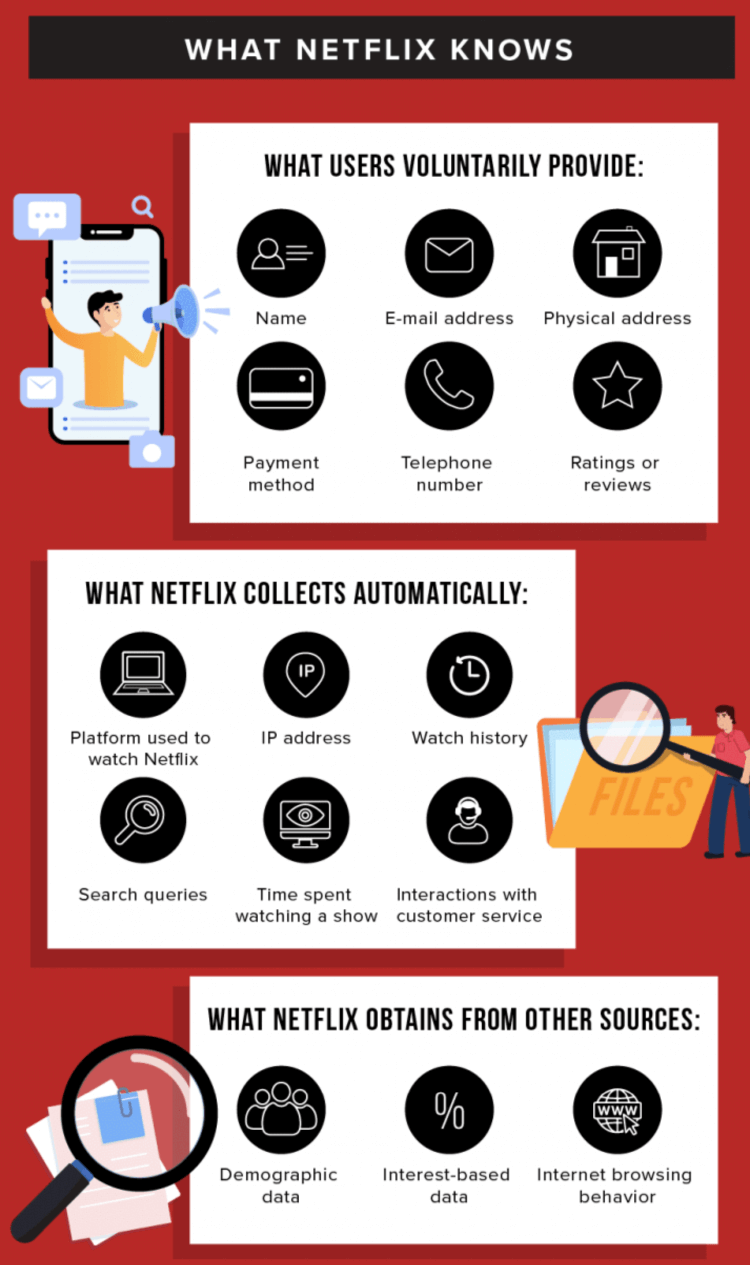 WHAT NETFLIX KNOWS
WHAT USERS VOLUNTARILY PROVIDE:
Name
E-mail address
Physical address
Payment
method
Telephone
number
Ratings or
reviews
WHAT NETFLIX COLLECTS AUTOMATICALLY:
Platform used to
watch Netflix
IP
IP address
Watch history
FILES
Search queries
Time spent
watching a show
Interactions with
customer service
WHAT NETFLIX OBTAINS FROM OTHER SOURCES:
Demographic
data
%
Interest-based
data
WWW
Internet browsing
behavior